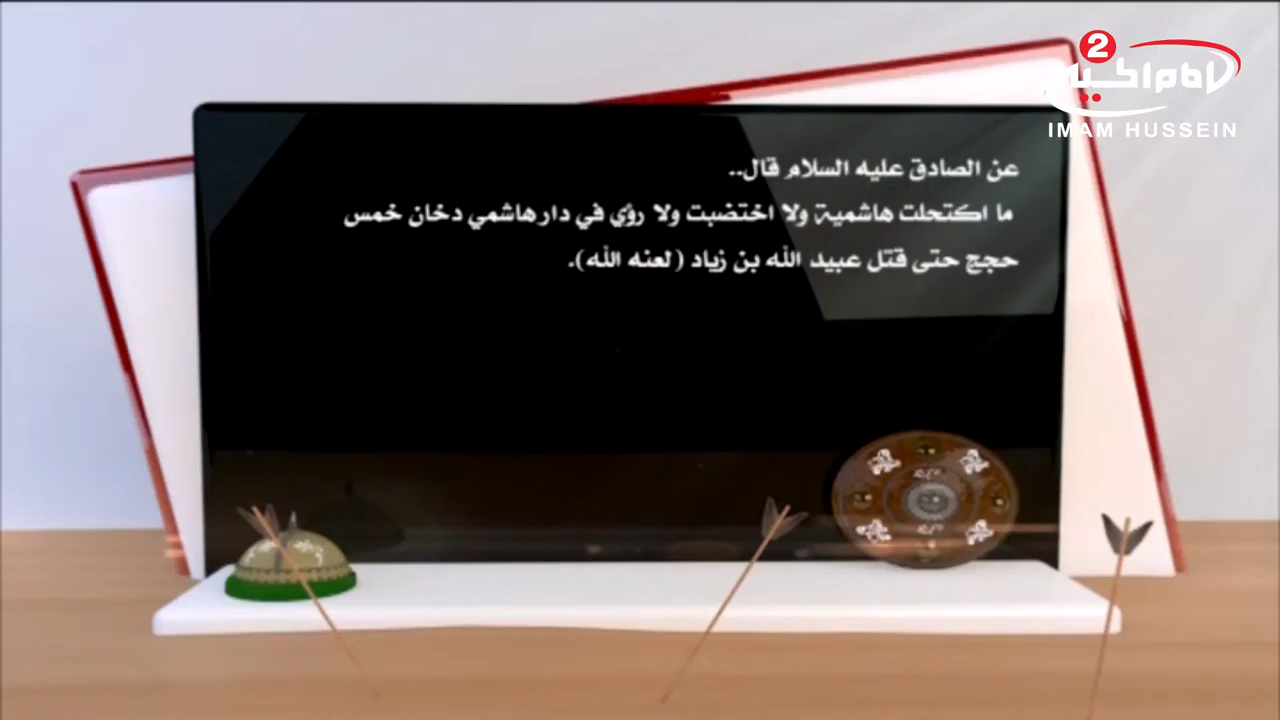 عن الصادق عليه السلام قال..
ما اكتحلت هاشمية ولا اختضبت ولا رؤي في دار هاشمي دخان خمس
حجج حتى قتل عبيد الله بن زياد (لعنه الله).
2
IMAM HUSSEIN